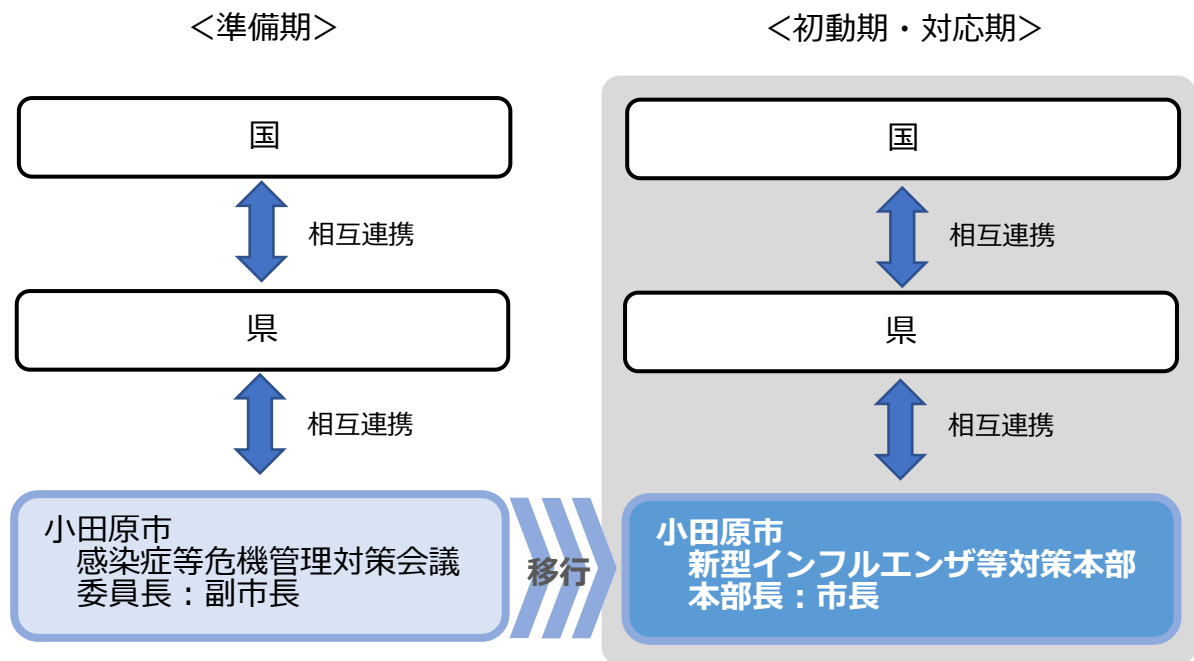 ＜準備期＞
国
相互連携
県
相互連携
小田原市
感染症等危機管理対策会議
委員長：副市長
移行
＜初動期・対応期＞
国
相互連携
県
相互連携
小田原市
新型インフルエンザ等対策本部
本部長：市長